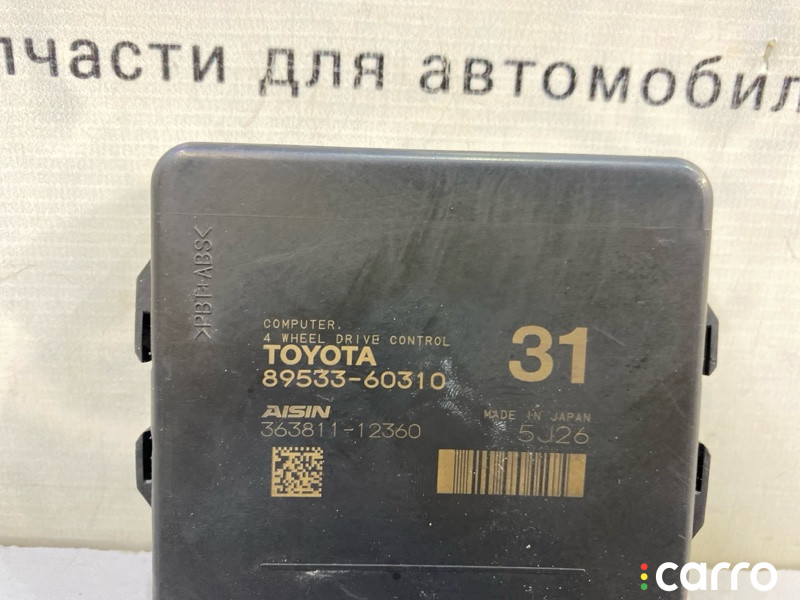 пчасти для автомобил
>PBT+ABS<
COMPUTER,
4 WHEEL DRIVE CONTROL
TOYOTA
89533-60310
31
AISIN
363811-12360
MADE IN JAPAN
5J26
carro